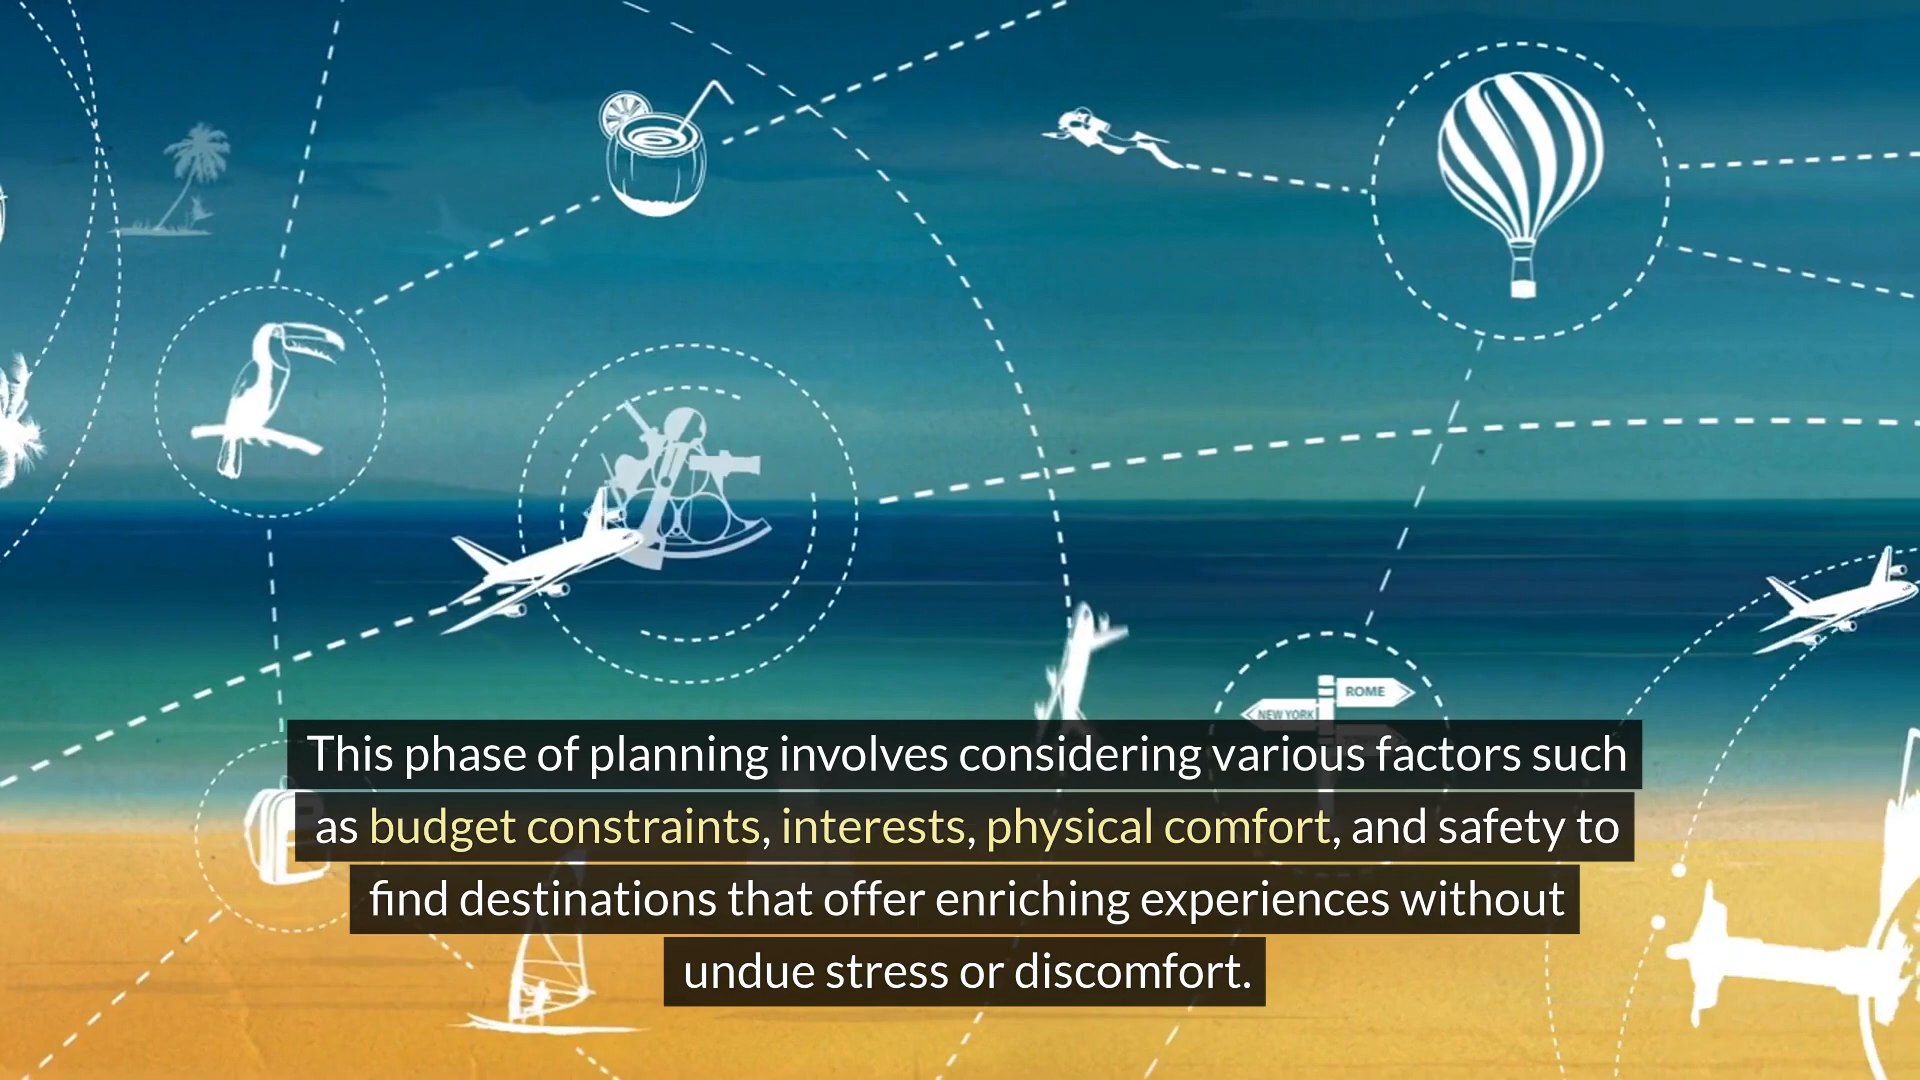 ROME
NEW YORK
This phase of planning involves considering various factors such
as budget constraints, interests, physical comfort, and safety to
find destinations that offer enriching experiences without
undue stress or discomfort.